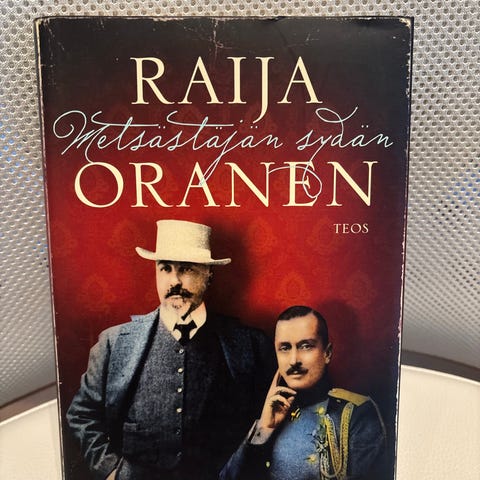 RAIJA
Metsästäjän sydän
ORANEN
TEOS